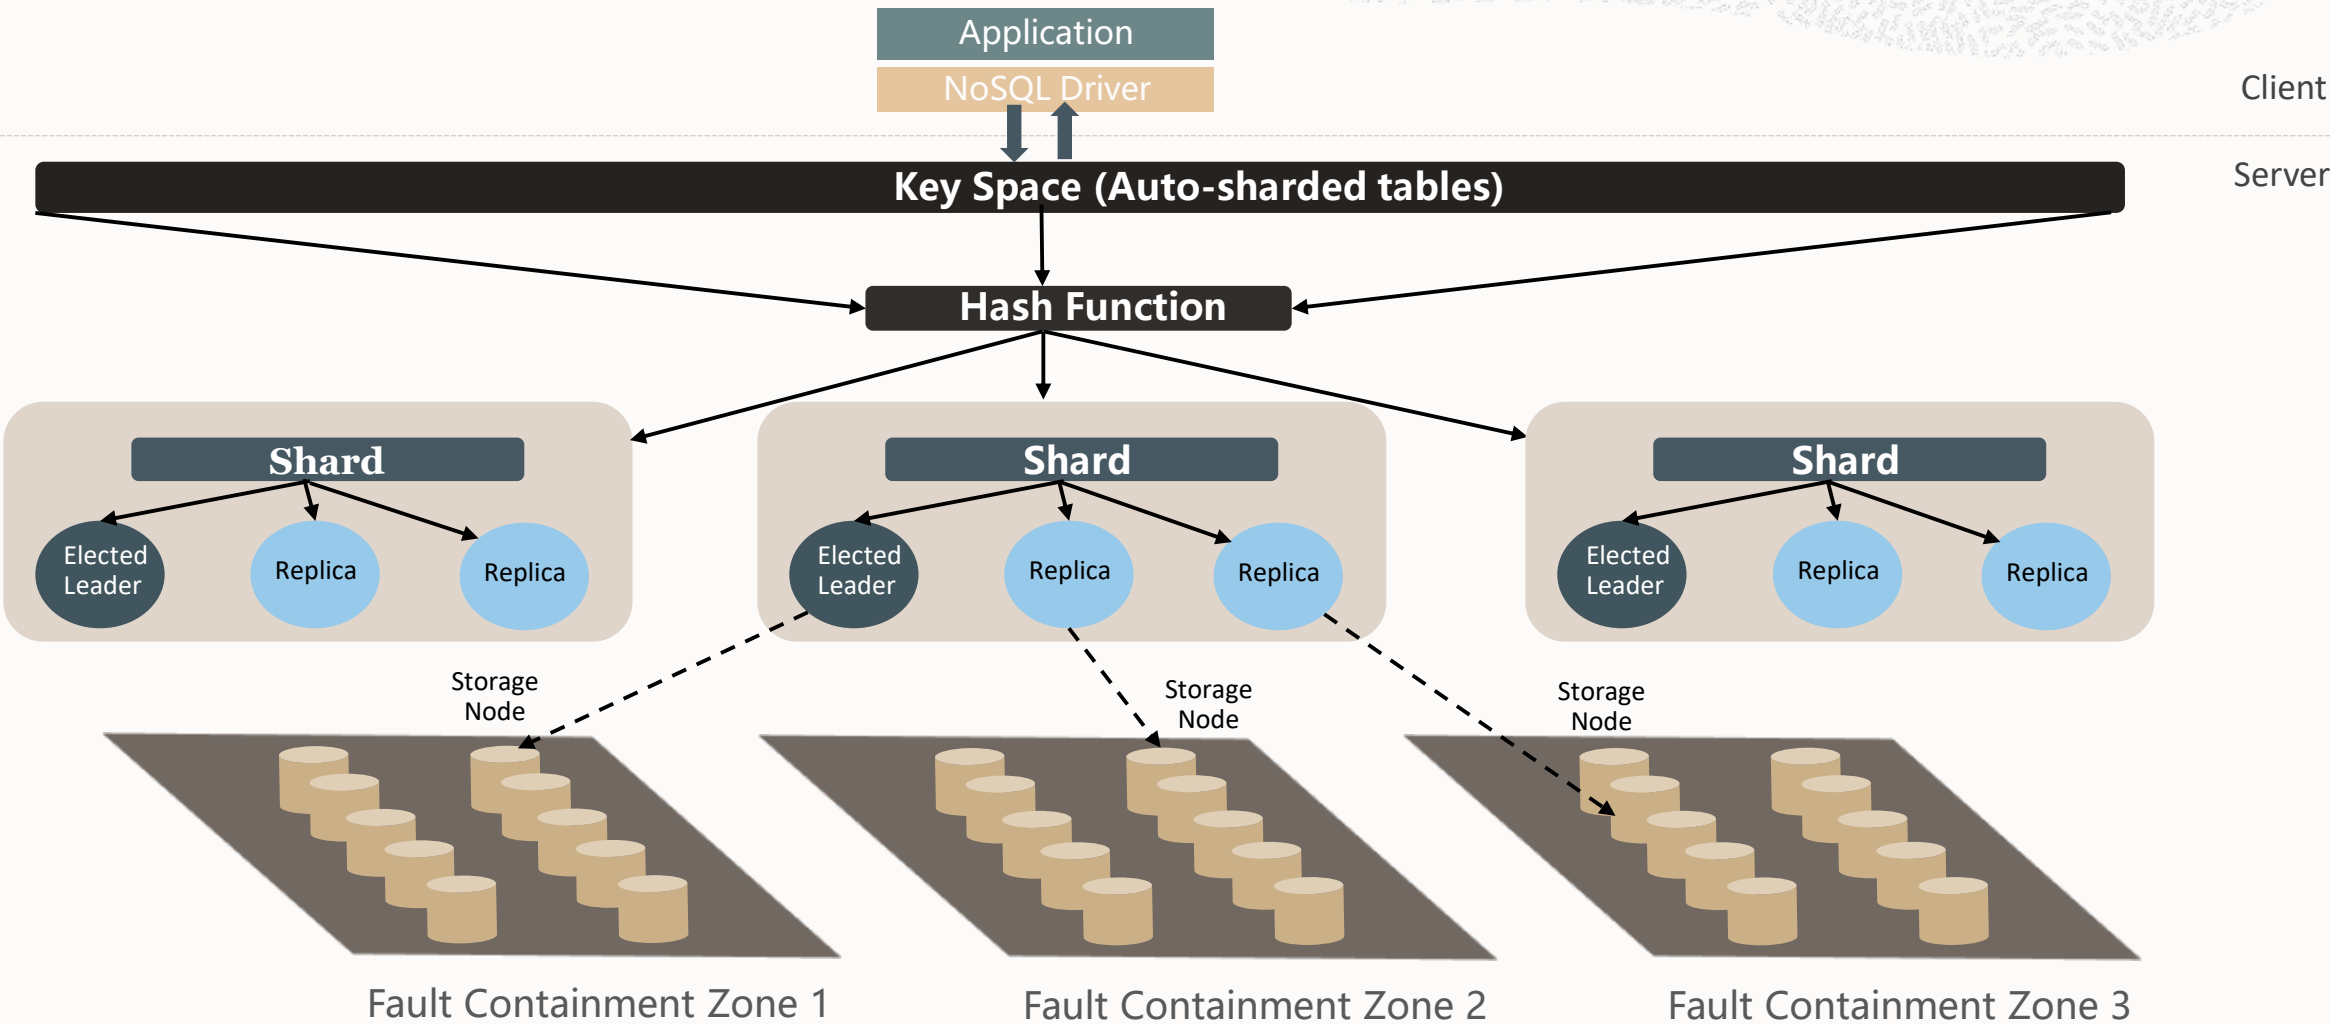 Application
NoSQL Driver
Client
Key Space (Auto-sharded tables)
Server
Hash Function
Shard
Elected
Leader
Replica
Replica
Shard
Elected
Leader
Replica
Replica
Shard
Elected
Leader
Replica
Replica
Storage
Node
Storage
Node
Storage
Node
Fault Containment Zone 1
Fault Containment Zone 2
Fault Containment Zone 3